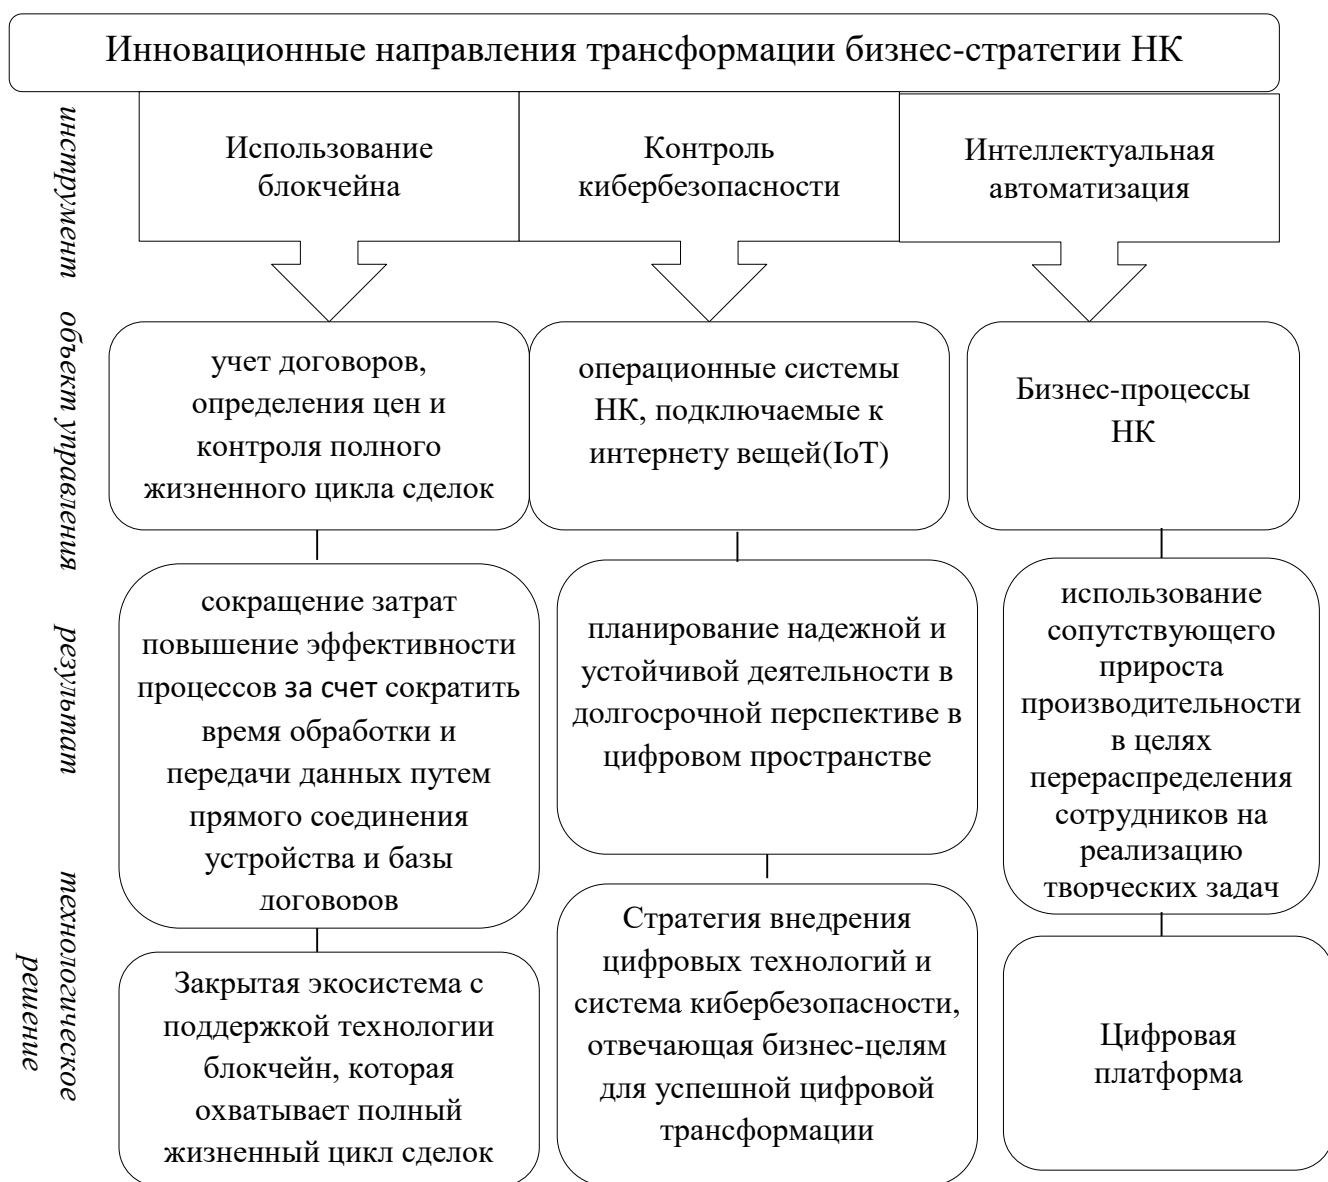 Инновационные направления трансформации бизнес-стратегии НК
инструмент
Использование
блокчейна
Контроль
кибербезопасности
Интеллектуальная
автоматизация
объект управления
учет договоров,
определения цен и
контроля полного
жизненного цикла сделок
операционные системы
НК, подключаемые к
интернету вещей(IoT)
Бизнес-процессы
НК
результат
сокращение затрат
повышение эффективности
процессов за счет сократить
время обработки и
передачи данных путем
прямого соединения
устройства и базы
договоров
планирование надежной и
устойчивой деятельности в
долгосрочной перспективе в
цифровом пространстве
использование
сопутствующего
прироста
производительности
в целях
перераспределения
сотрудников на
реализацию
творческих задач
технологическое
решение
Закрытая экосистема с
поддержкой технологии
блокчейн, которая
охватывает полный
жизненный цикл сделок
Стратегия внедрения
цифровых технологий и
система кибербезопасности,
отвечающая бизнес-целям
для успешной цифровой
трансформации
Цифровая
платформа